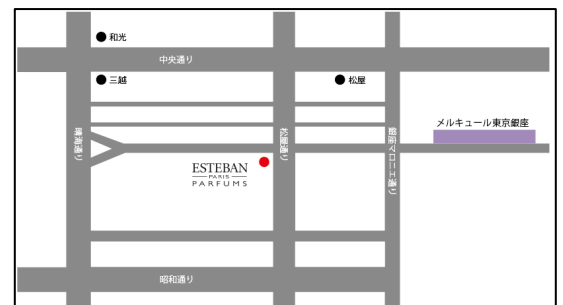 和光
中央通り
三越
松屋
メルキュール東京銀座
晴海通り
松屋通り
銀座マロニエ通り
ESTEBAN
PARIS
PARFUMS
昭和通り